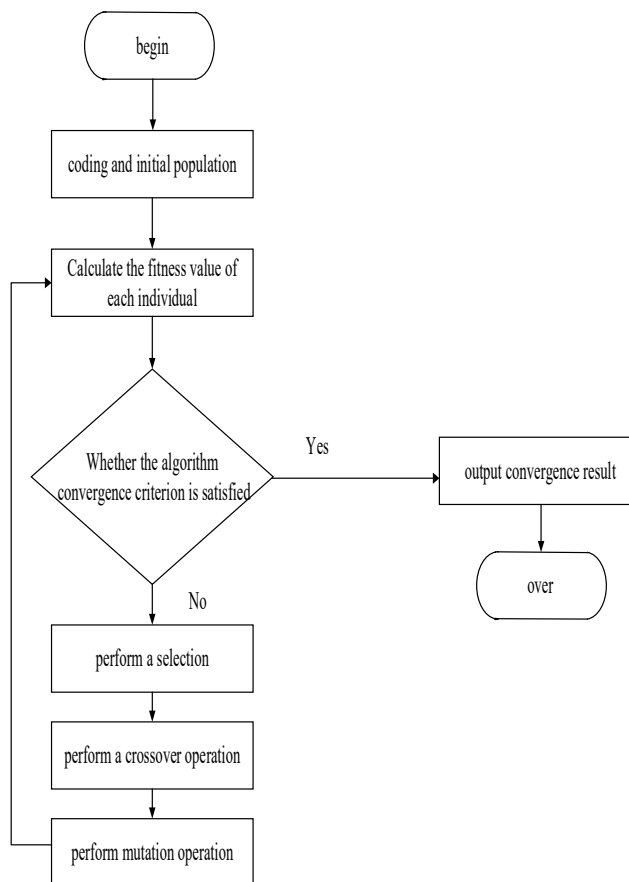 begin
coding and initial population
Calculate the fitness value of
each individual
Whether the algorithm
convergence criterion is satisfied
Yes
output convergence result
over
No
perform a selection
perform a crossover operation
perform mutation operation